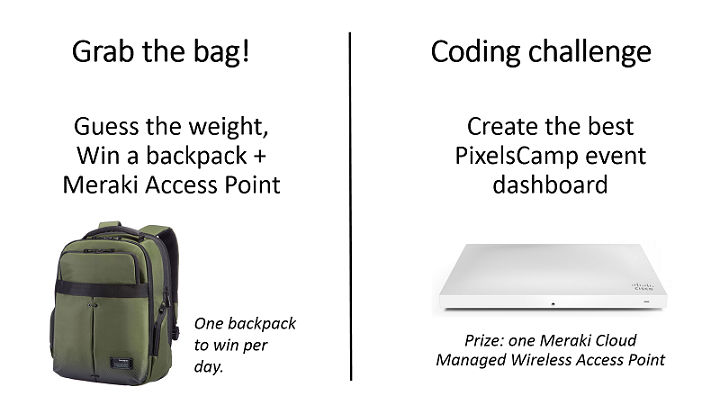 Grab the bag!
Guess the weight,
Win a backpack +
Meraki Access Point
One backpack
to win per
day.
Coding challenge
Create the best
PixelsCamp event
dashboard
cisco
Prize: one Meraki Cloud
Managed Wireless Access Point